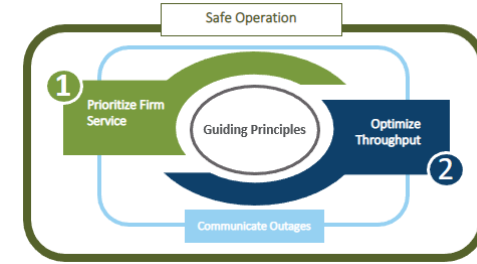 Safe Operation
1
Prioritize Firm
Service
Guiding Principles
Optimize
Throughput
2
Communicate Outages